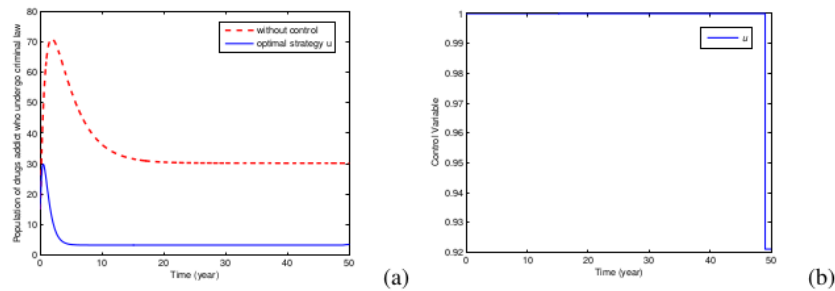 80
70
60
50
40
30
20
10
0
Population of drugs addict who undergo criminal law
without control
optimal strategy u
0 10 20 30 40 50
Time (year)
(a)
1
0.99
0.98
0.97
0.96
0.95
0.94
0.93
0.92
Control Variable
u
0 10 20 30 40 50
Time (year)
(b)